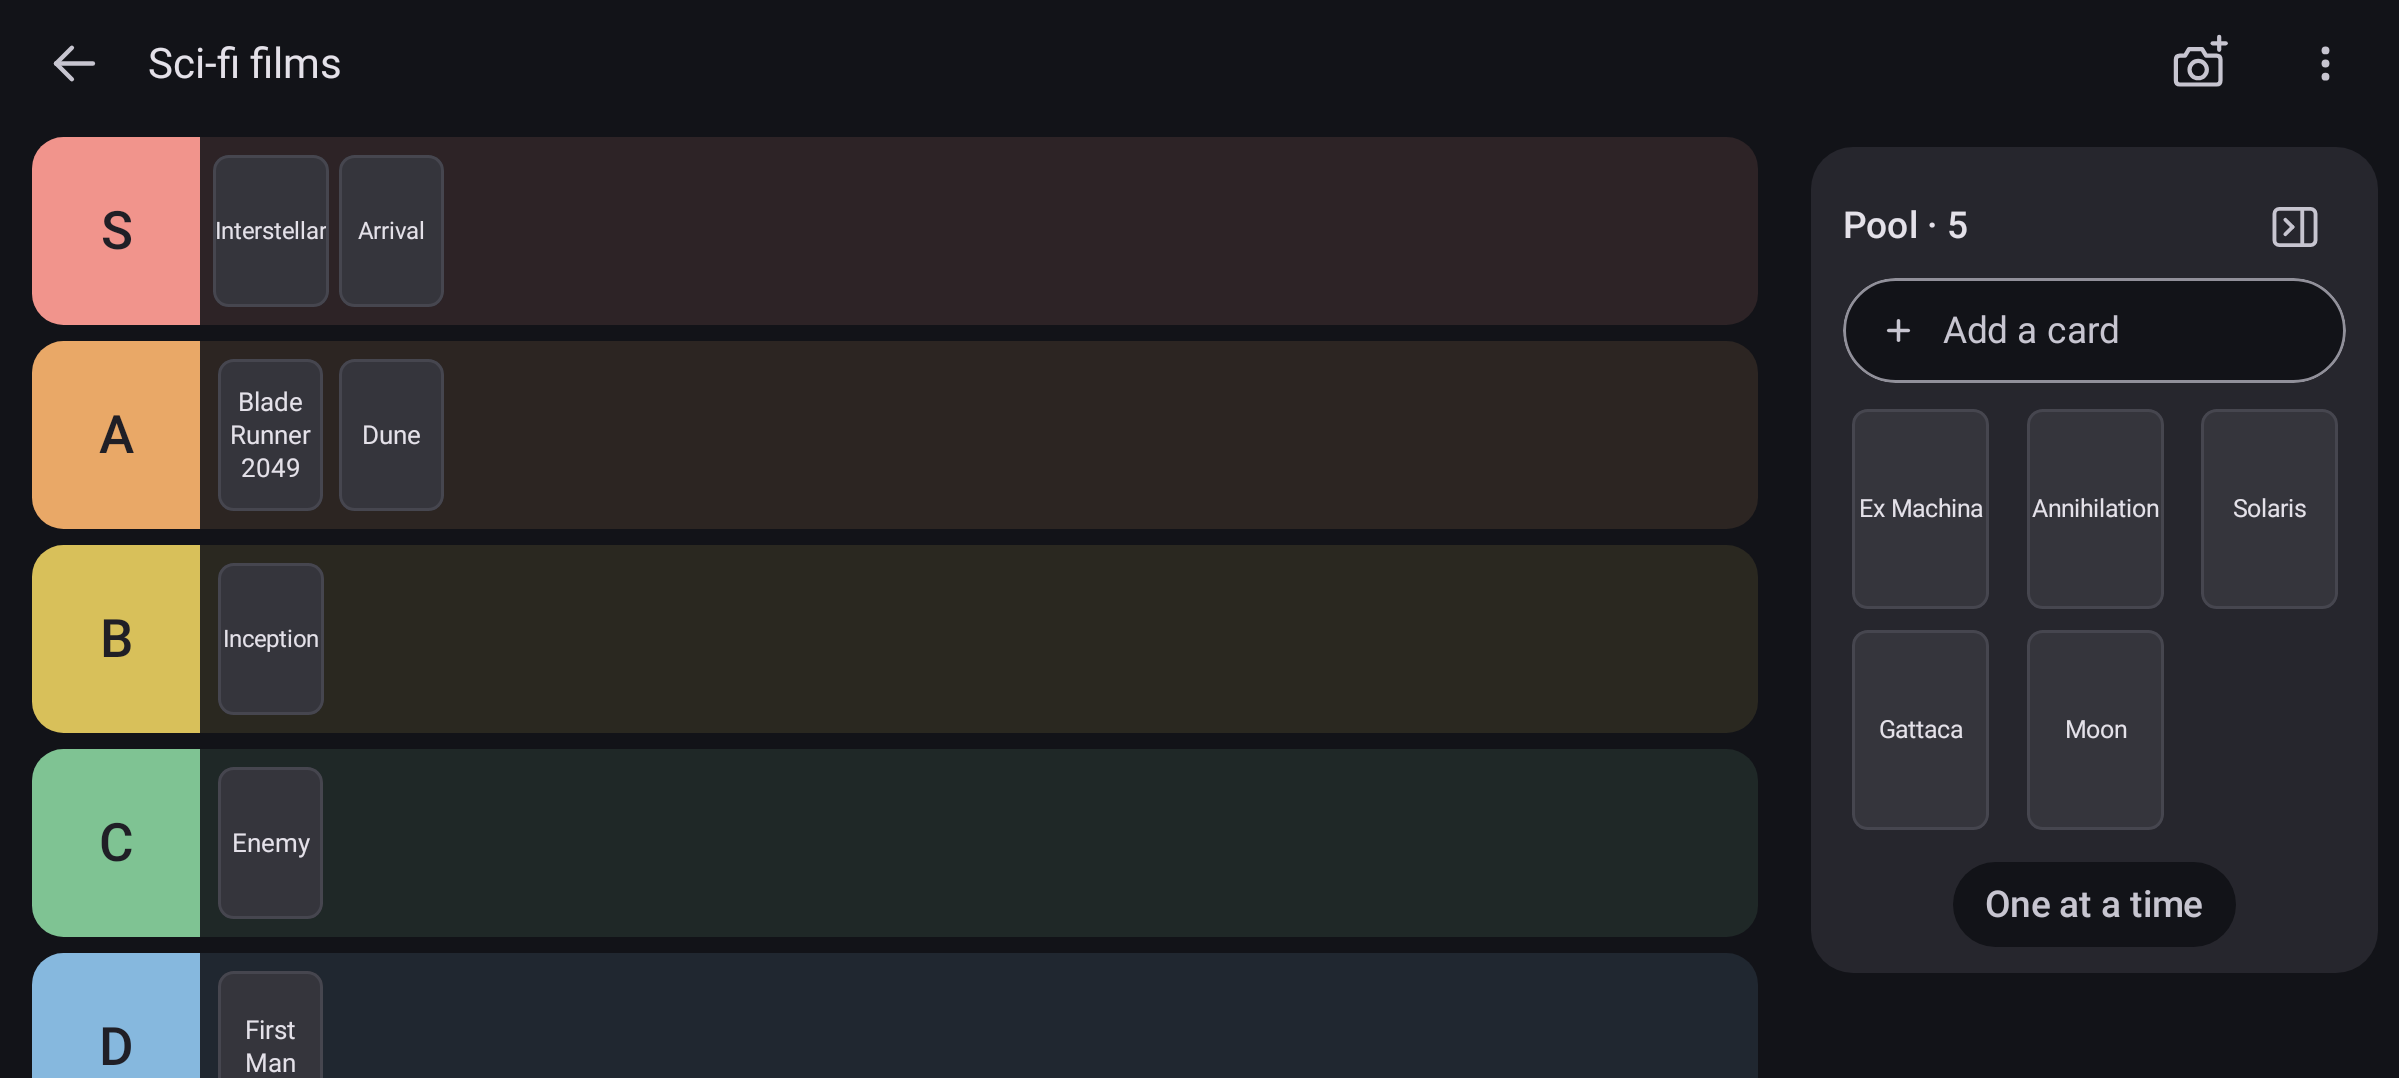 Sci-fi films
S
Interstellar
Arrival
A
Blade
Runner
2049
Dune
B
Inception
C
Enemy
D
First
Man
Pool · 5
+ Add a card
Ex Machina
Annihilation
Solaris
Gattaca
Moon
One at a time